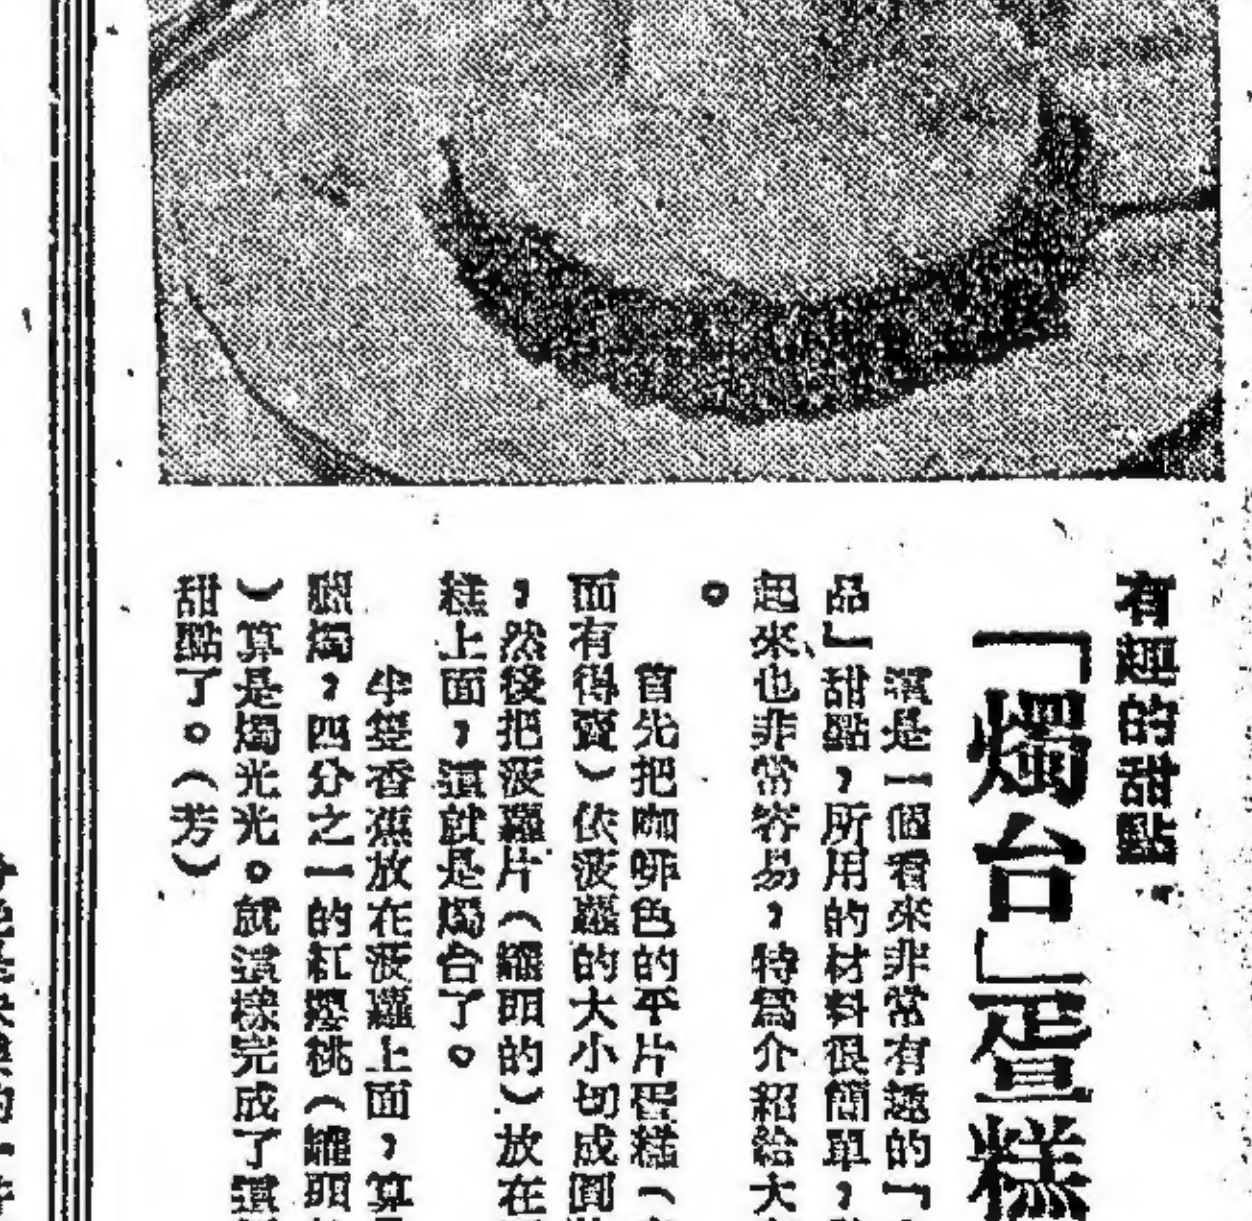 有趣的甜點
「燭台」蛋糕
這是一個看來非常有趣的「
品」甜點，所用的材料很簡單，
起來也非常容易，特為介紹給大
。
首先把咖啡色的平片蛋糕（
面有得賣）依菠蘿的大小切成圓
，然後把菠蘿片（罐頭的）放在
糕上面，這就是燭台了。
半隻香蕉放在菠蘿上面，算
臘燭，四分之一的紅櫻桃（罐頭
）算是燭光光。就這樣完成了這
甜點了。（芳）